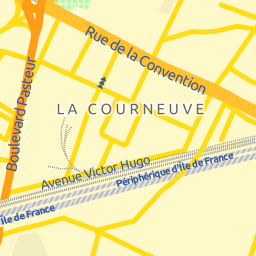 Rue de la Convention
Boulevard Pasteur
LA COURNEUVE
Avenue Victor Hugo
Périphérique d'Ile de France
Île de France